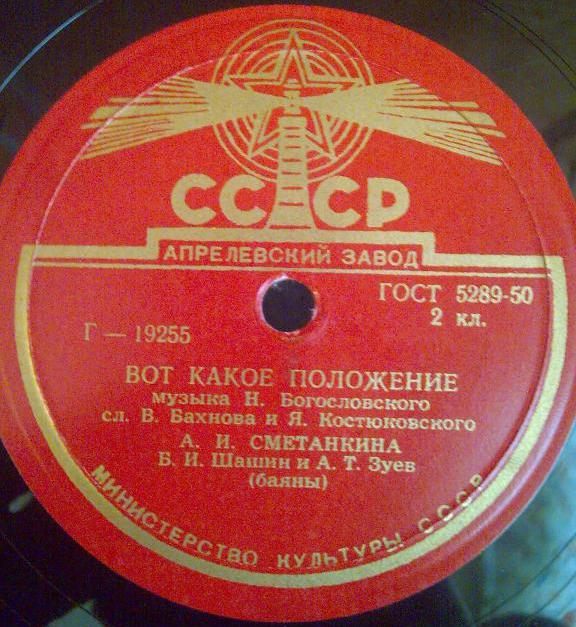 СССР
АПРЕЛЕВСКИЙ ЗАВОД
ГОСТ 5289-50
2 кл.
Г — 19255
ВОТ КАКОЕ ПОЛОЖЕНИЕ
музыка Н. Богословского
сл. В. Бахнова и Я. Костюковского
А. И. СМЕТАНКИНА
Б. И. Шашин и А. Т. Зуев
(баяны)
МИНИСТЕРСТВО КУЛЬТУРЫ СССР